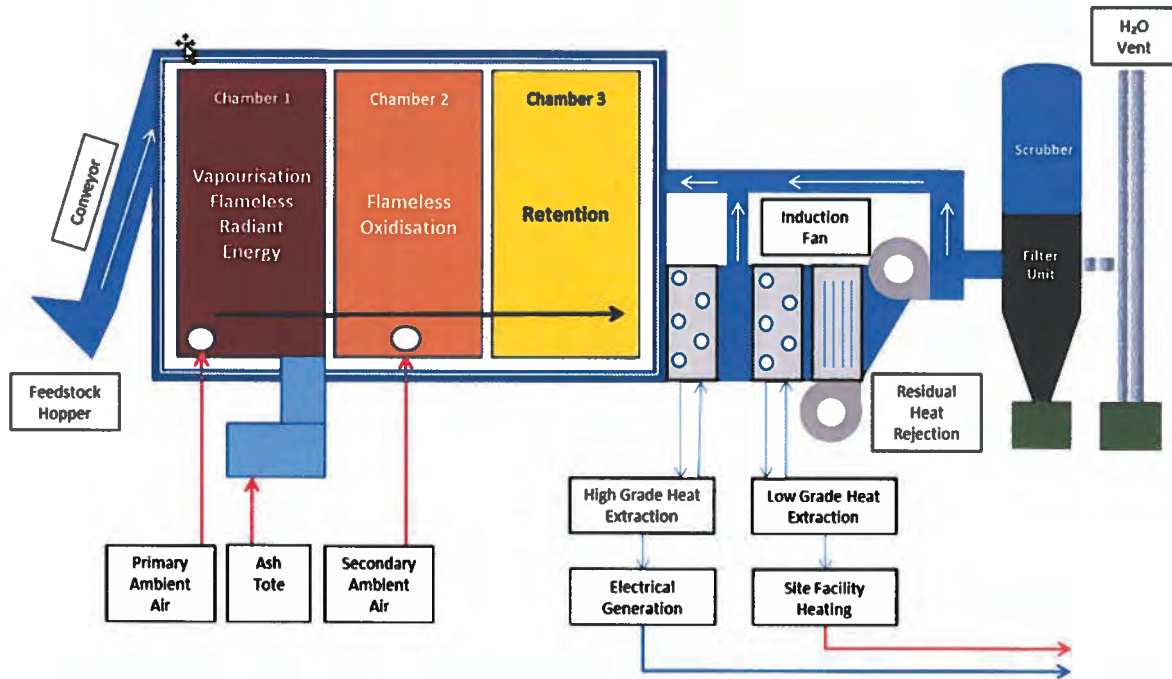 H₂O
Vent
Chamber 1
Chamber 2
Chamber 3
Conveyor
Scrubber
Vapourisation
Flameless
Radiant
Energy
Flameless
Oxidisation
Retention
Induction
Fan
Filter
Unit
Feedstock
Hopper
Residual
Heat
Rejection
High Grade Heat
Extraction
Low Grade Heat
Extraction
Primary
Ambient
Air
Ash
Tote
Secondary
Ambient
Air
Electrical
Generation
Site Facility
Heating